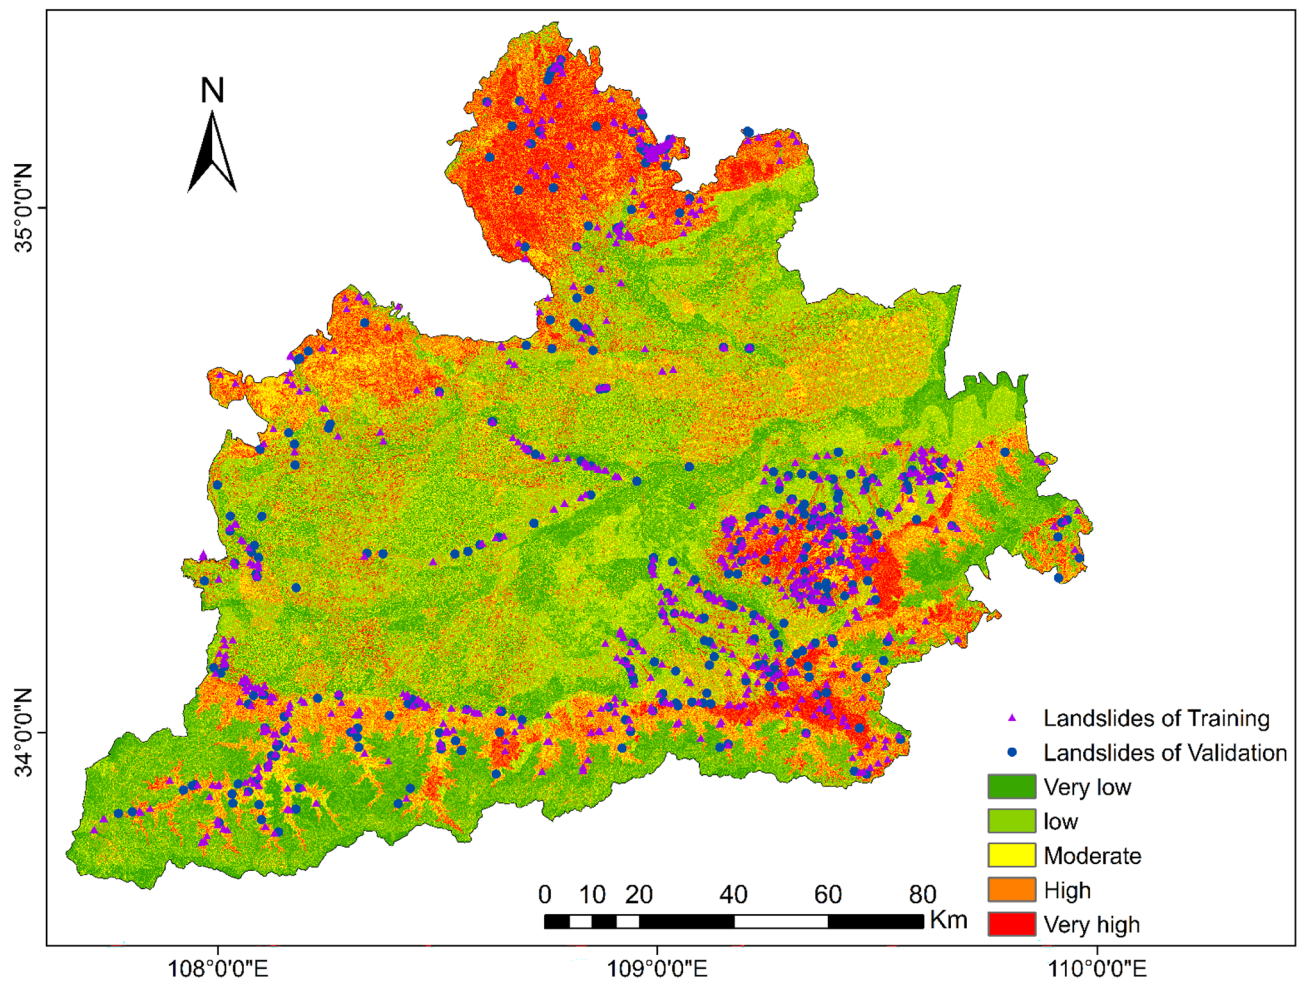 N
35°0'0"N
34°0'0"N
Landslides of Training
Landslides of Validation
Very low
low
Moderate
High
Very high
0 10 20 40 60 80
Km
108°0'0"E 109°0'0"E 110°0'0"E